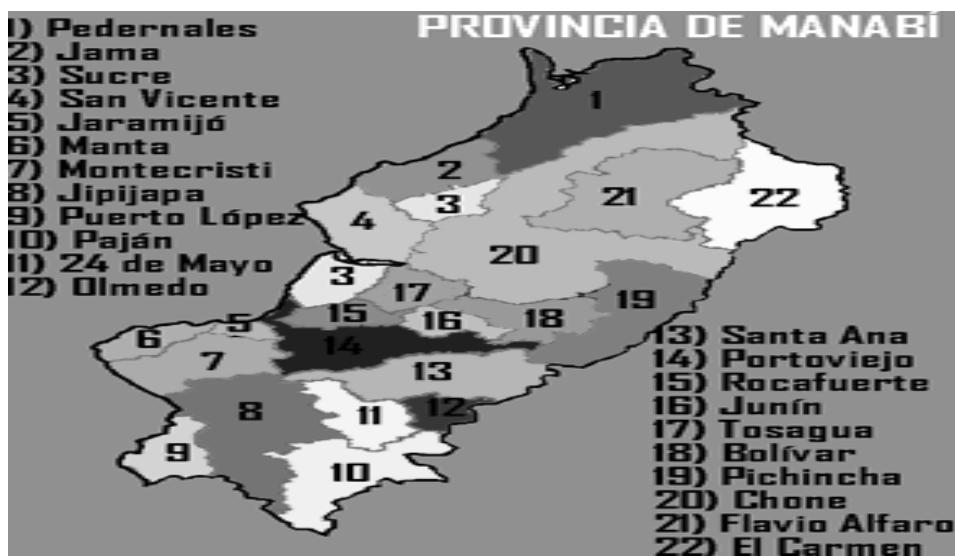 PROVINCIA DE MANABÍ
1) Pedernales
2) Jama
3) Sucre
4) San Vicente
5) Jaramijó
6) Manta
7) Montecristi
8) Jipijapa
9) Puerto López
10) Paján
11) 24 de Mayo
12) Olmedo
1
2
21
3
22
4
20
3
17
19
5
15
16
18
6
14
7
13
8
11
12
9
10
13) Santa Ana
14) Portoviejo
15) Rocafuerte
16) Junín
17) Tosagua
18) Bolívar
19) Pichincha
20) Chone
21) Flavio Alfaro
22) El Carmen